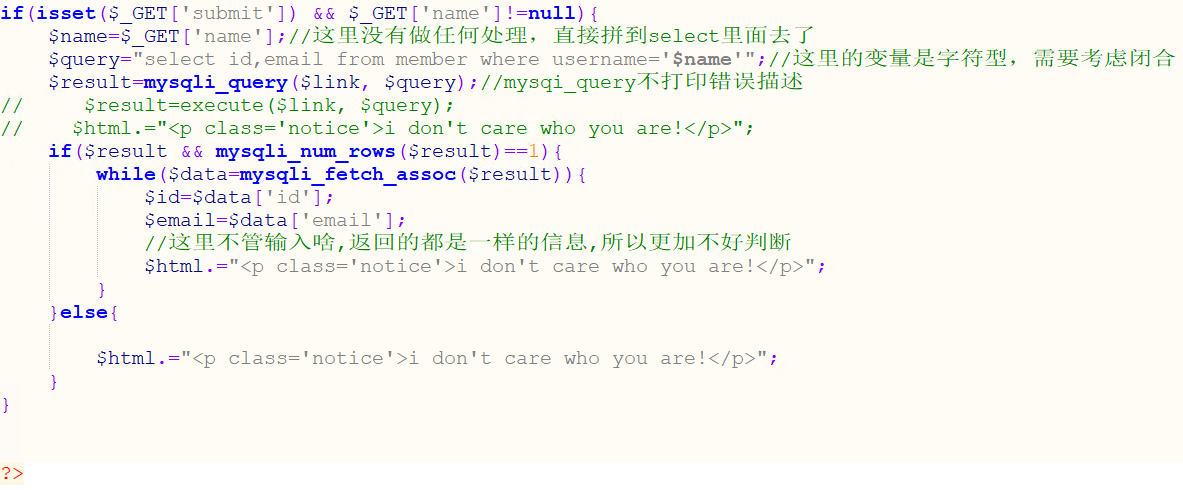 if(isset($_GET['submit']) && $_GET['name']!=null){
    $name=$_GET['name'];//这里没有做任何处理，直接拼到select里面去了
    $query="select id,email from member where username='$name'";//这里的变量是字符型，需要考虑闭合
    $result=mysqli_query($link, $query);//mysqi_query不打印错误描述
//     $result=execute($link, $query);
//    $html.="<p class='notice'>i don't care who you are!</p>";
    if($result && mysqli_num_rows($result)==1){
        while($data=mysqli_fetch_assoc($result)){
            $id=$data['id'];
            $email=$data['email'];
            //这里不管输入啥,返回的都是一样的信息,所以更加不好判断
            $html.="<p class='notice'>i don't care who you are!</p>";
        }
    }else{
        $html.="<p class='notice'>i don't care who you are!</p>";
    }
}
?>